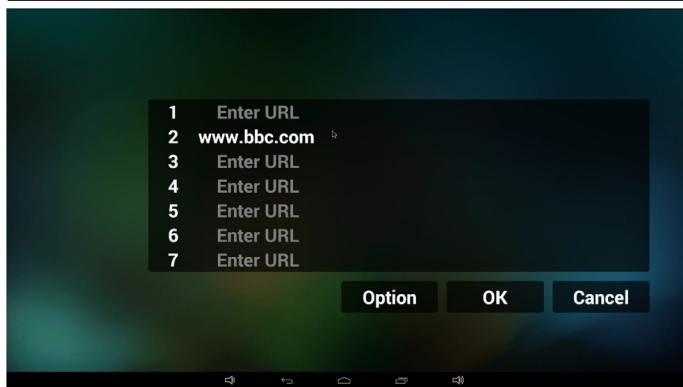 1 Enter URL
2 www.bbc.com
3 Enter URL
4 Enter URL
5 Enter URL
6 Enter URL
7 Enter URL
Option OK Cancel